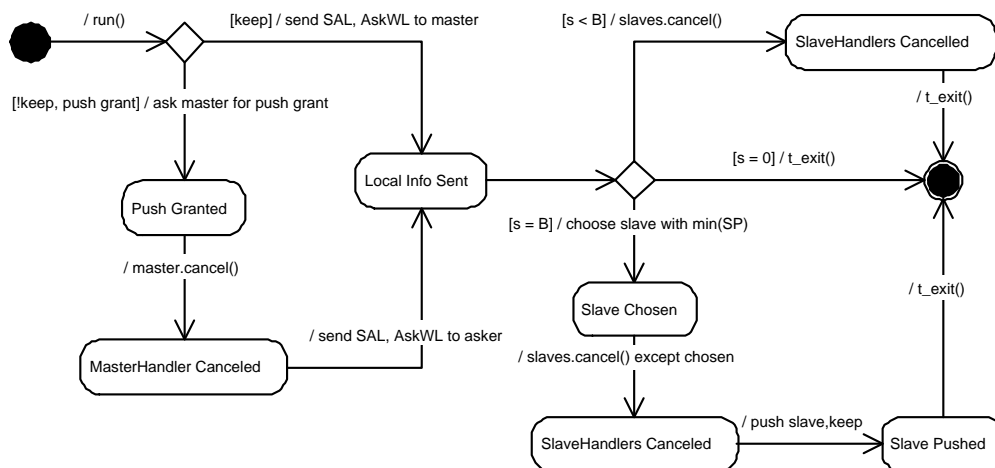 / run()
[keep] / send SAL, AskWL to master
[s < B] / slaves.cancel()
SlaveHandlers Cancelled
[!keep, push grant] / ask master for push grant
/ t_exit()
Local Info Sent
[s = 0] / t_exit()
Push Granted
[s = B] / choose slave with min(SP)
/ master.cancel()
/ t_exit()
Slave Chosen
/ send SAL, AskWL to asker
MasterHandler Canceled
/ slaves.cancel() except chosen
/ push slave,keep
SlaveHandlers Canceled
Slave Pushed